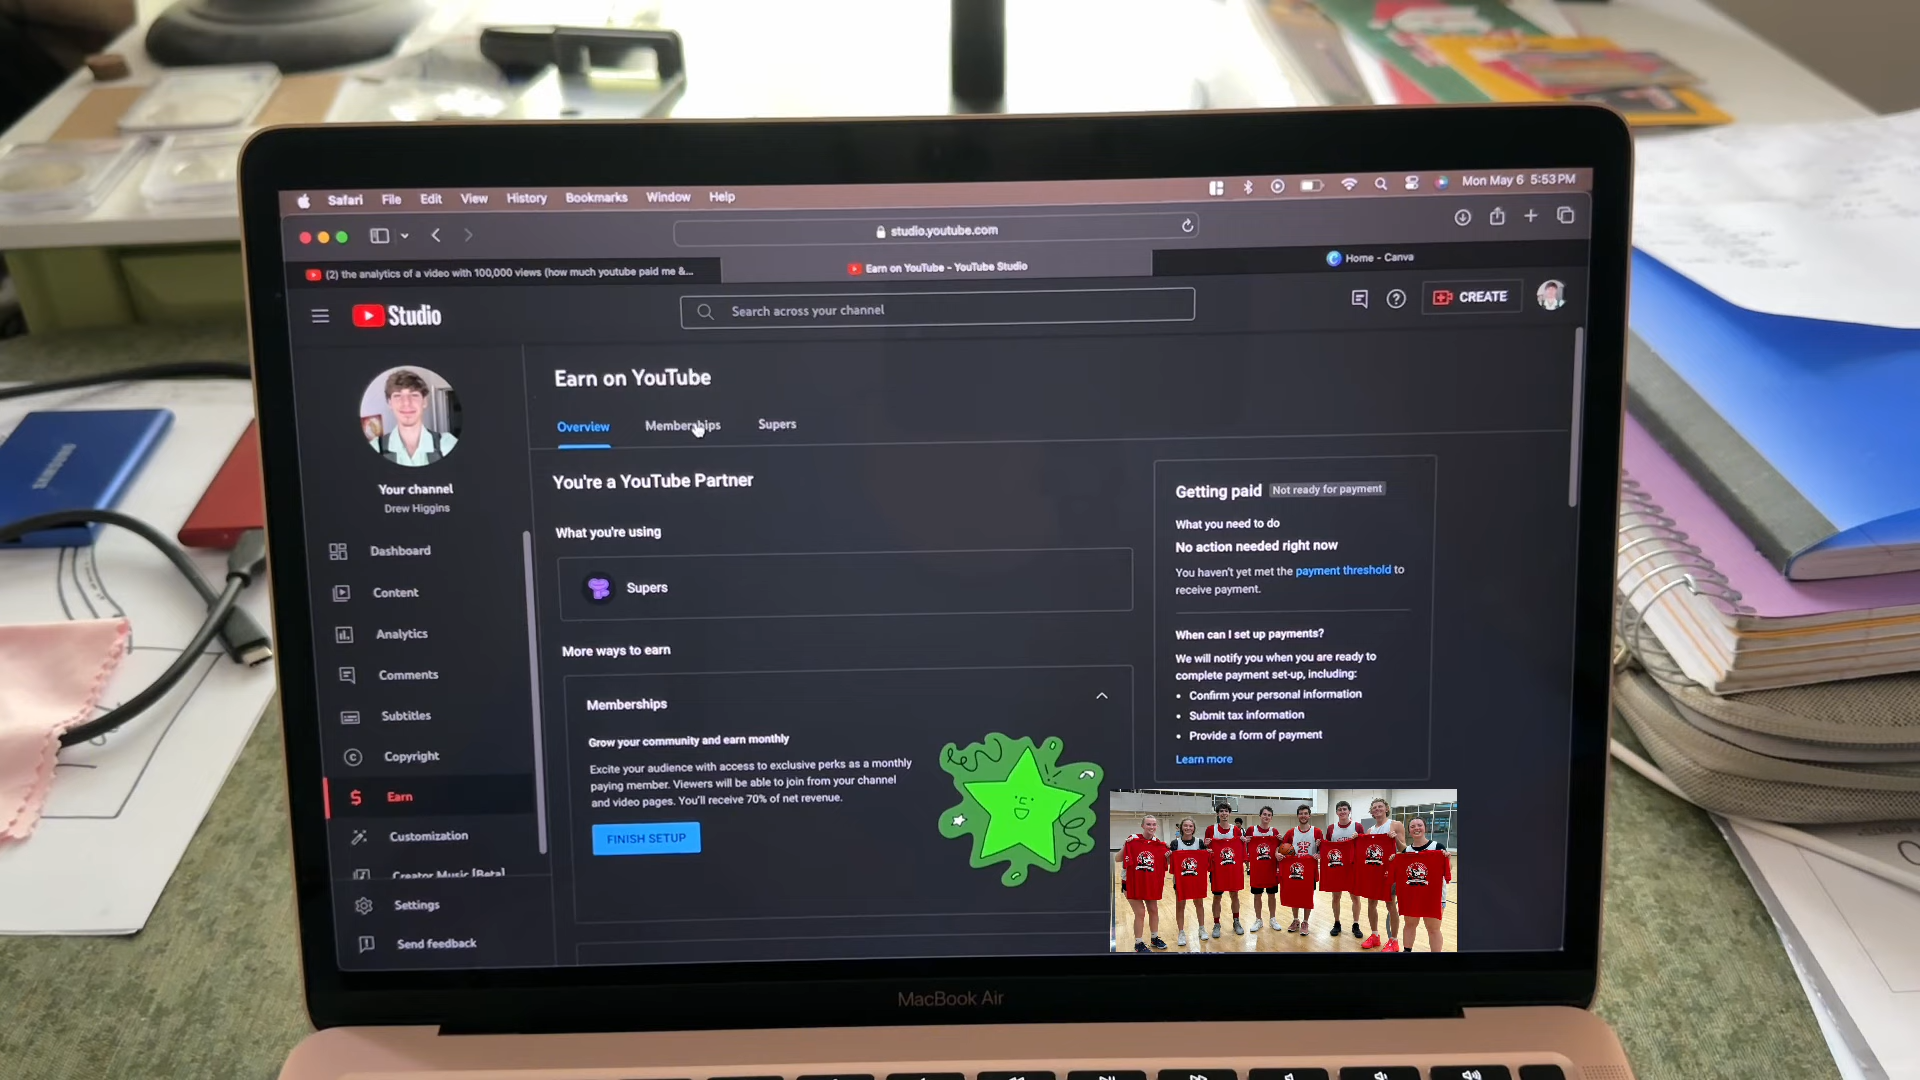 Safari File Edit View History Bookmarks Window Help
Mon May 6 5:53 PM
studio.youtube.com
(2) the analytics of a video with 100,000 views (how much youtube paid me &...
Earn on YouTube - YouTube Studio
Home - Canva
Studio
Search across your channel
CREATE
Your channel
Drew Higgins
Dashboard
Content
Analytics
Comments
Subtitles
Copyright
Earn
Customization
Creator Music [Beta]
Settings
Send feedback
Earn on YouTube
Overview Memberships Supers
You're a YouTube Partner
What you're using
Supers
More ways to earn
Memberships
Grow your community and earn monthly
Excite your audience with access to exclusive perks as a monthly
paying member. Viewers will be able to join from your channel
and video pages. You'll receive 70% of net revenue.
FINISH SETUP
Getting paid Not ready for payment
What you need to do
No action needed right now
You haven't yet met the payment threshold to
receive payment.
When can I set up payments?
We will notify you when you are ready to
complete payment set-up, including:
• Confirm your personal information
• Submit tax information
• Provide a form of payment
Learn more
MacBook Air
SAMSUNG